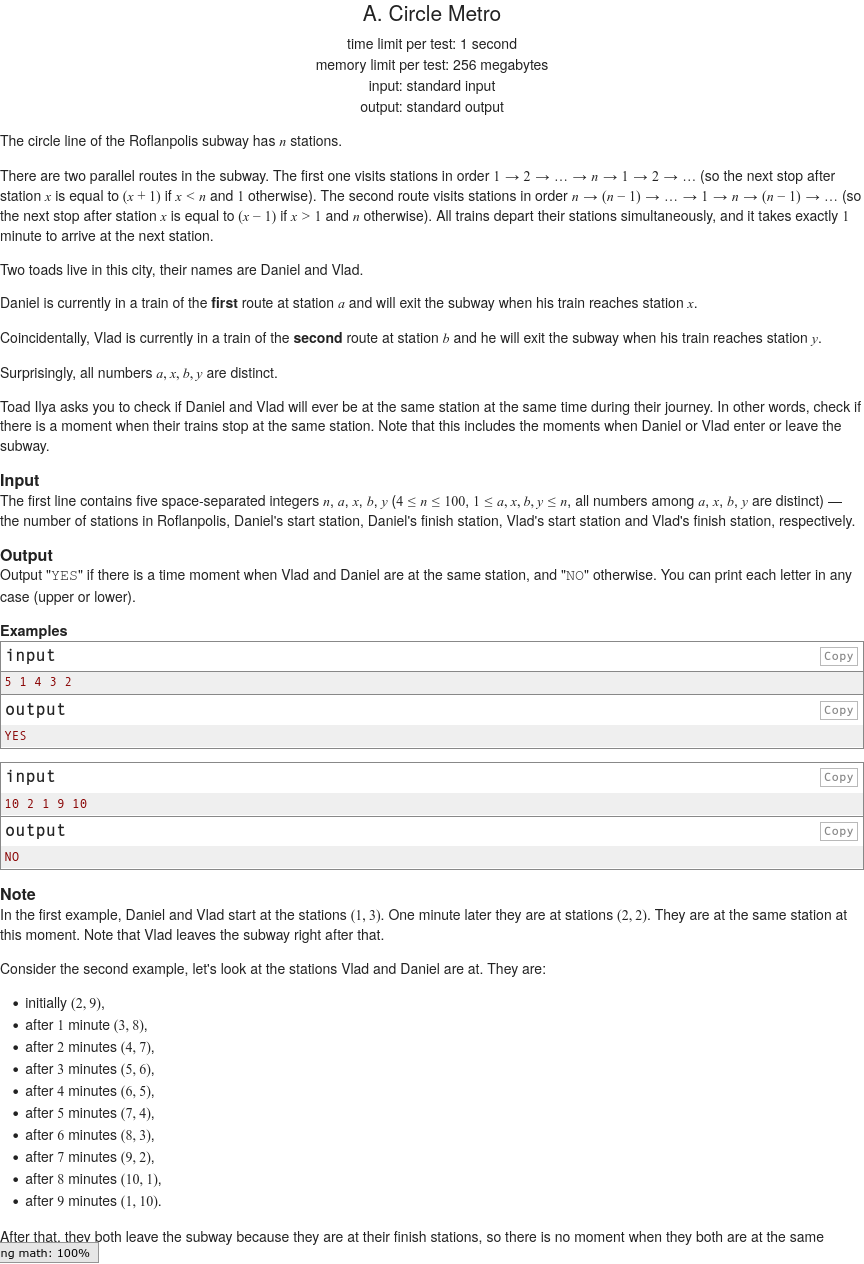 A. Circle Metro
time limit per test: 1 second
memory limit per test: 256 megabytes
input: standard input
output: standard output
The circle line of the Roflanpolis subway has n stations.
There are two parallel routes in the subway. The first one visits stations in order 1 → 2 → … → n → 1 → 2 → … (so the next stop after
station x is equal to (x + 1) if x < n and 1 otherwise). The second route visits stations in order n → (n − 1) → … → 1 → n → (n − 1) → … (so
the next stop after station x is equal to (x − 1) if x > 1 and n otherwise). All trains depart their stations simultaneously, and it takes exactly 1
minute to arrive at the next station.
Two toads live in this city, their names are Daniel and Vlad.
Daniel is currently in a train of the first route at station a and will exit the subway when his train reaches station x.
Coincidentally, Vlad is currently in a train of the second route at station b and he will exit the subway when his train reaches station y.
Surprisingly, all numbers a, x, b, y are distinct.
Toad Ilya asks you to check if Daniel and Vlad will ever be at the same station at the same time during their journey. In other words, check if
there is a moment when their trains stop at the same station. Note that this includes the moments when Daniel or Vlad enter or leave the
subway.
Input
The first line contains five space-separated integers n, a, x, b, y (4 ≤ n ≤ 100, 1 ≤ a, x, b, y ≤ n, all numbers among a, x, b, y are distinct) —
the number of stations in Roflanpolis, Daniel's start station, Daniel's finish station, Vlad's start station and Vlad's finish station, respectively.
Output
Output "YES" if there is a time moment when Vlad and Daniel are at the same station, and "NO" otherwise. You can print each letter in any
case (upper or lower).
Examples
input Copy
5 1 4 3 2
output Copy
YES
input Copy
10 2 1 9 10
output Copy
NO
Note
In the first example, Daniel and Vlad start at the stations (1, 3). One minute later they are at stations (2, 2). They are at the same station at
this moment. Note that Vlad leaves the subway right after that.
Consider the second example, let's look at the stations Vlad and Daniel are at. They are:
• initially (2, 9),
• after 1 minute (3, 8),
• after 2 minutes (4, 7),
• after 3 minutes (5, 6),
• after 4 minutes (6, 5),
• after 5 minutes (7, 4),
• after 6 minutes (8, 3),
• after 7 minutes (9, 2),
• after 8 minutes (10, 1),
• after 9 minutes (1, 10).
After that, they both leave the subway because they are at their finish stations, so there is no moment when they both are at the same
ng math: 100%